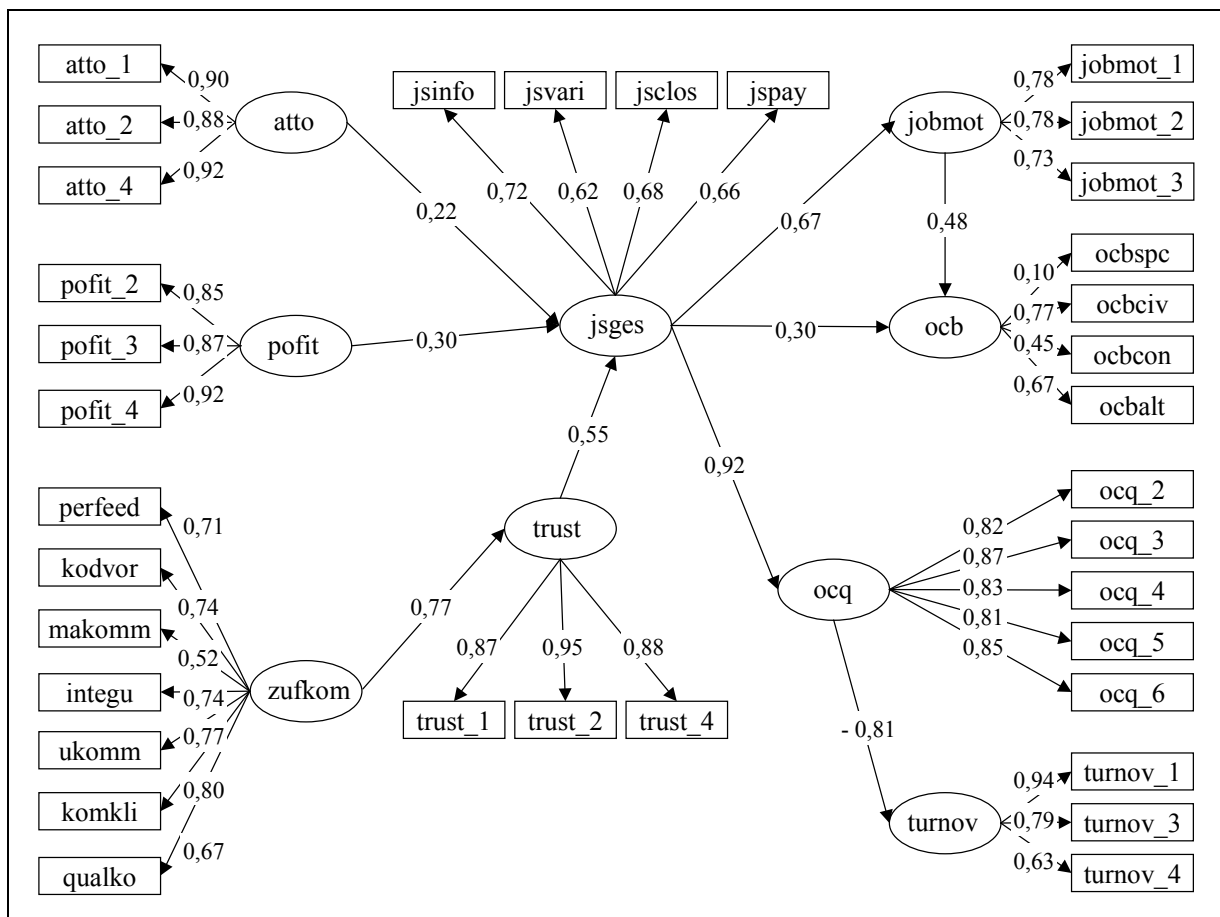 atto_1
atto_2
atto_4
0,90
0,88
0,92
atto
jsinfo
jsvari
jsclos
jspay
0,72
0,62
0,68
0,66
jobmot
0,78
0,78
0,73
jobmot_1
jobmot_2
jobmot_3
0,22
0,67
0,48
pofit_2
pofit_3
pofit_4
0,85
0,87
0,92
pofit
0,30
jsges
0,30
ocb
0,10
0,77
0,45
0,67
ocbspc
ocbciv
ocbcon
ocbalt
0,55
0,92
perfeed
kodvor
makomm
integu
ukomm
komkli
qualko
0,71
0,74
0,52
0,74
0,77
0,80
0,67
zufkom
0,77
trust
0,87
0,95
0,88
trust_1
trust_2
trust_4
ocq
0,82
0,87
0,83
0,81
0,85
ocq_2
ocq_3
ocq_4
ocq_5
ocq_6
- 0,81
turnov
0,94
0,79
0,63
turnov_1
turnov_3
turnov_4